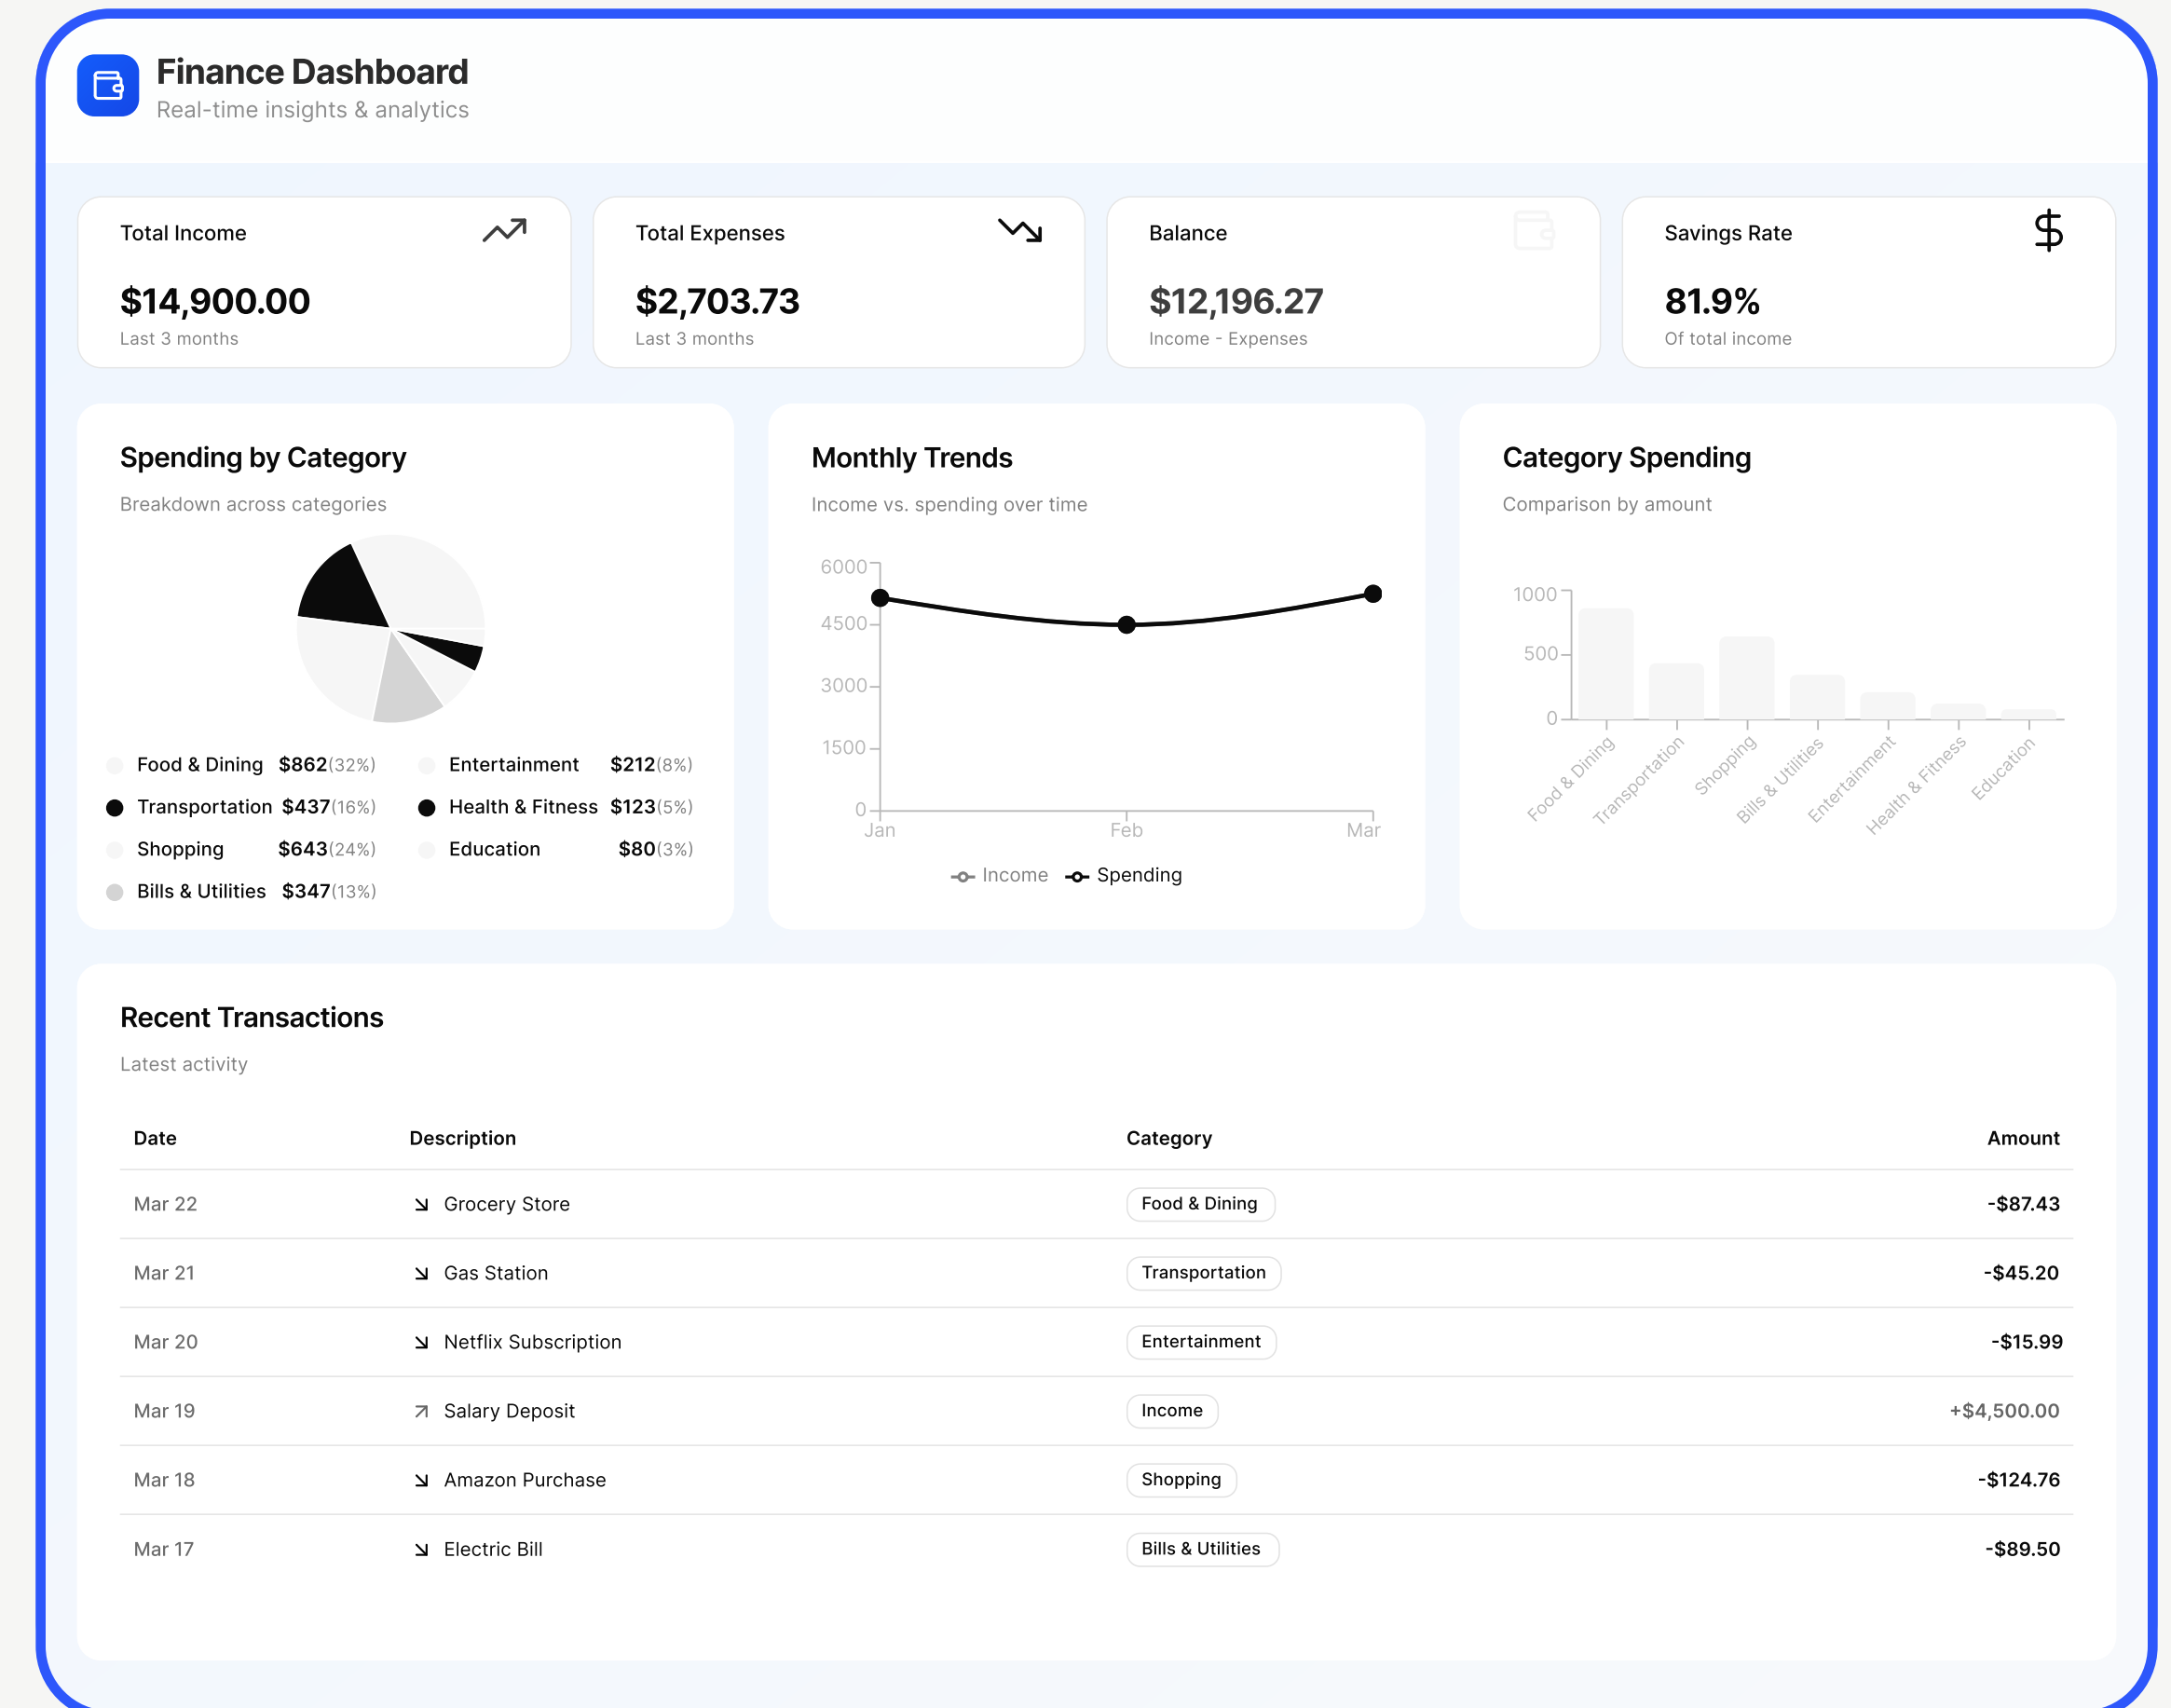 Finance Dashboard
Real-time insights & analytics
Total Income
$14,900.00
Last 3 months
Total Expenses
$2,703.73
Last 3 months
Balance
$12,196.27
Income - Expenses
Savings Rate
81.9%
Of total income
Spending by Category
Breakdown across categories
Food & Dining $862(32%)
Transportation $437(16%)
Shopping $643(24%)
Bills & Utilities $347(13%)
Entertainment $212(8%)
Health & Fitness $123(5%)
Education $80(3%)
Monthly Trends
Income vs. spending over time
6000
4500
3000
1500
0
Jan Feb Mar
Income Spending
Category Spending
Comparison by amount
1000
500
0
Food & Dining
Transportation
Shopping
Bills & Utilities
Entertainment
Health & Fitness
Education
Recent Transactions
Latest activity
Date Description Category Amount
Mar 22 Grocery Store Food & Dining -$87.43
Mar 21 Gas Station Transportation -$45.20
Mar 20 Netflix Subscription Entertainment -$15.99
Mar 19 Salary Deposit Income +$4,500.00
Mar 18 Amazon Purchase Shopping -$124.76
Mar 17 Electric Bill Bills & Utilities -$89.50